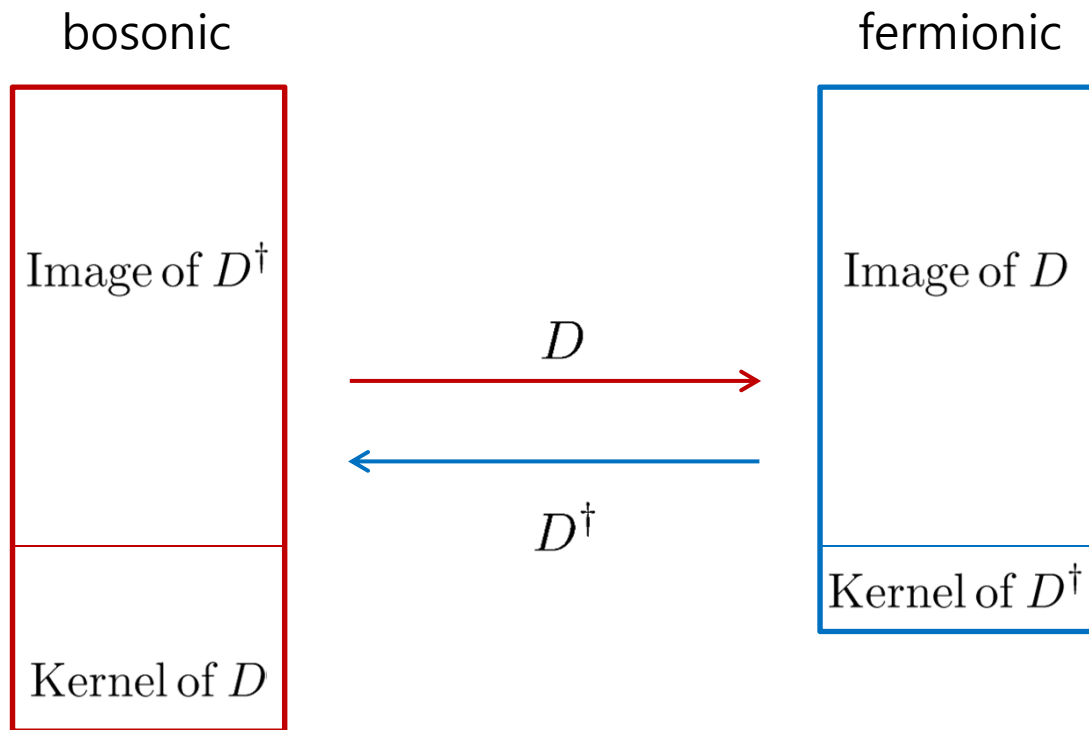 bosonic
fermionic
Image of D†
Image of D
D
D†
Kernel of D†
Kernel of D